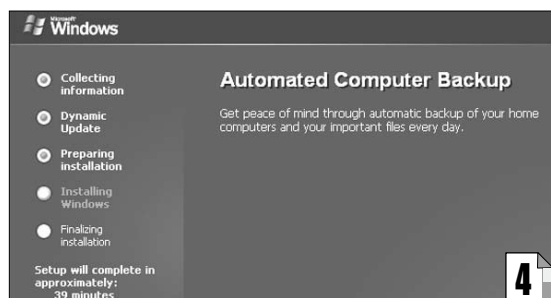 Microsoft
Windows
Collecting
information
Dynamic
Update
Preparing
installation
Installing
Windows
Finalizing
installation
Setup will complete in
approximately:
39 minutes
Automated Computer Backup
Get peace of mind through automatic backup of your home
computers and your important files every day.
4